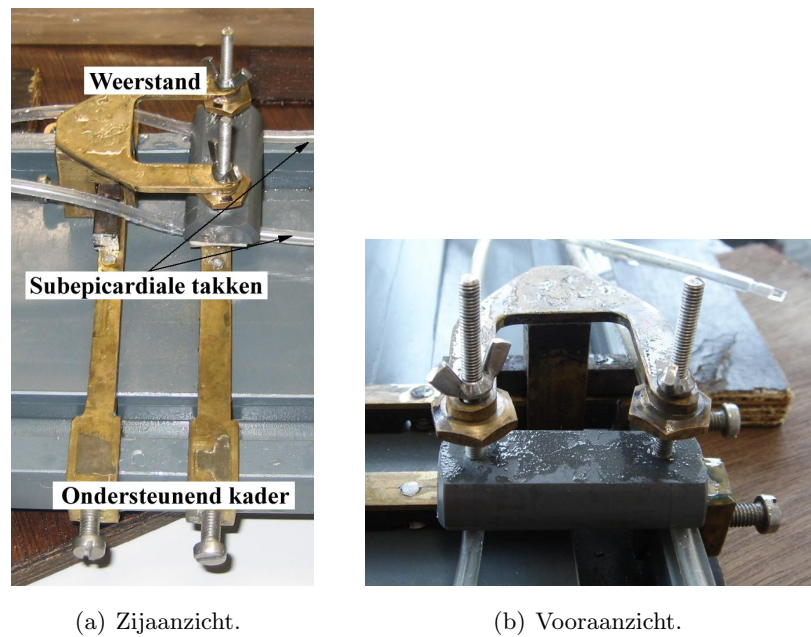 Weerstand
Subepicardiale takken
Ondersteunend kader
(a) Zijaanzicht.
(b) Vooraanzicht.